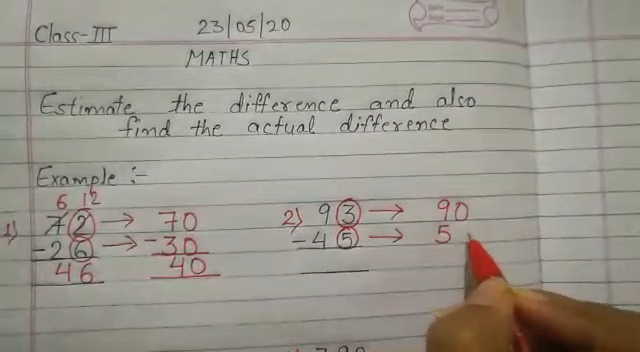 Class-III 23/05/20
MATHS
Estimate the difference and also
find the actual difference
Example :-
6 12
1) 72 → 70 2) 93 → 90
-26 → -30 -45 → 5
46 40